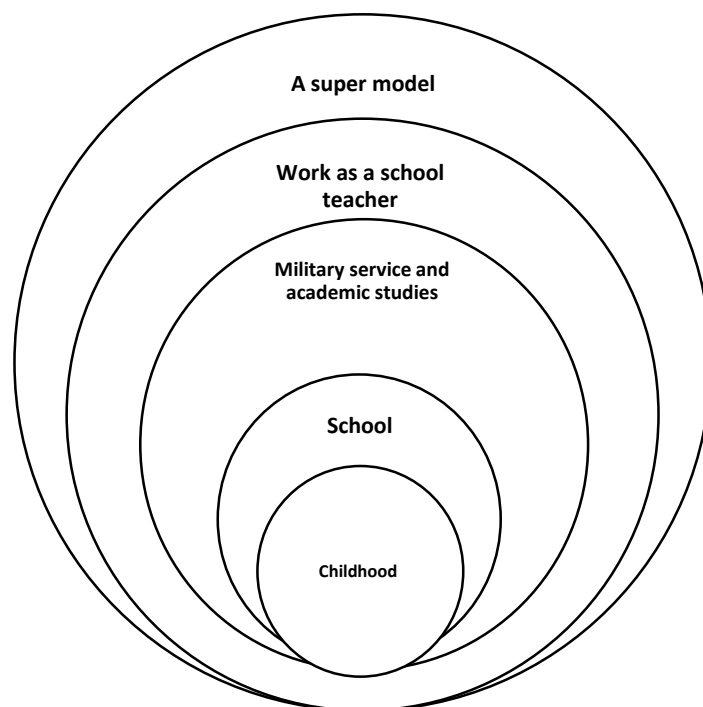 A super model
Work as a school
teacher
Military service and
academic studies
School
Childhood